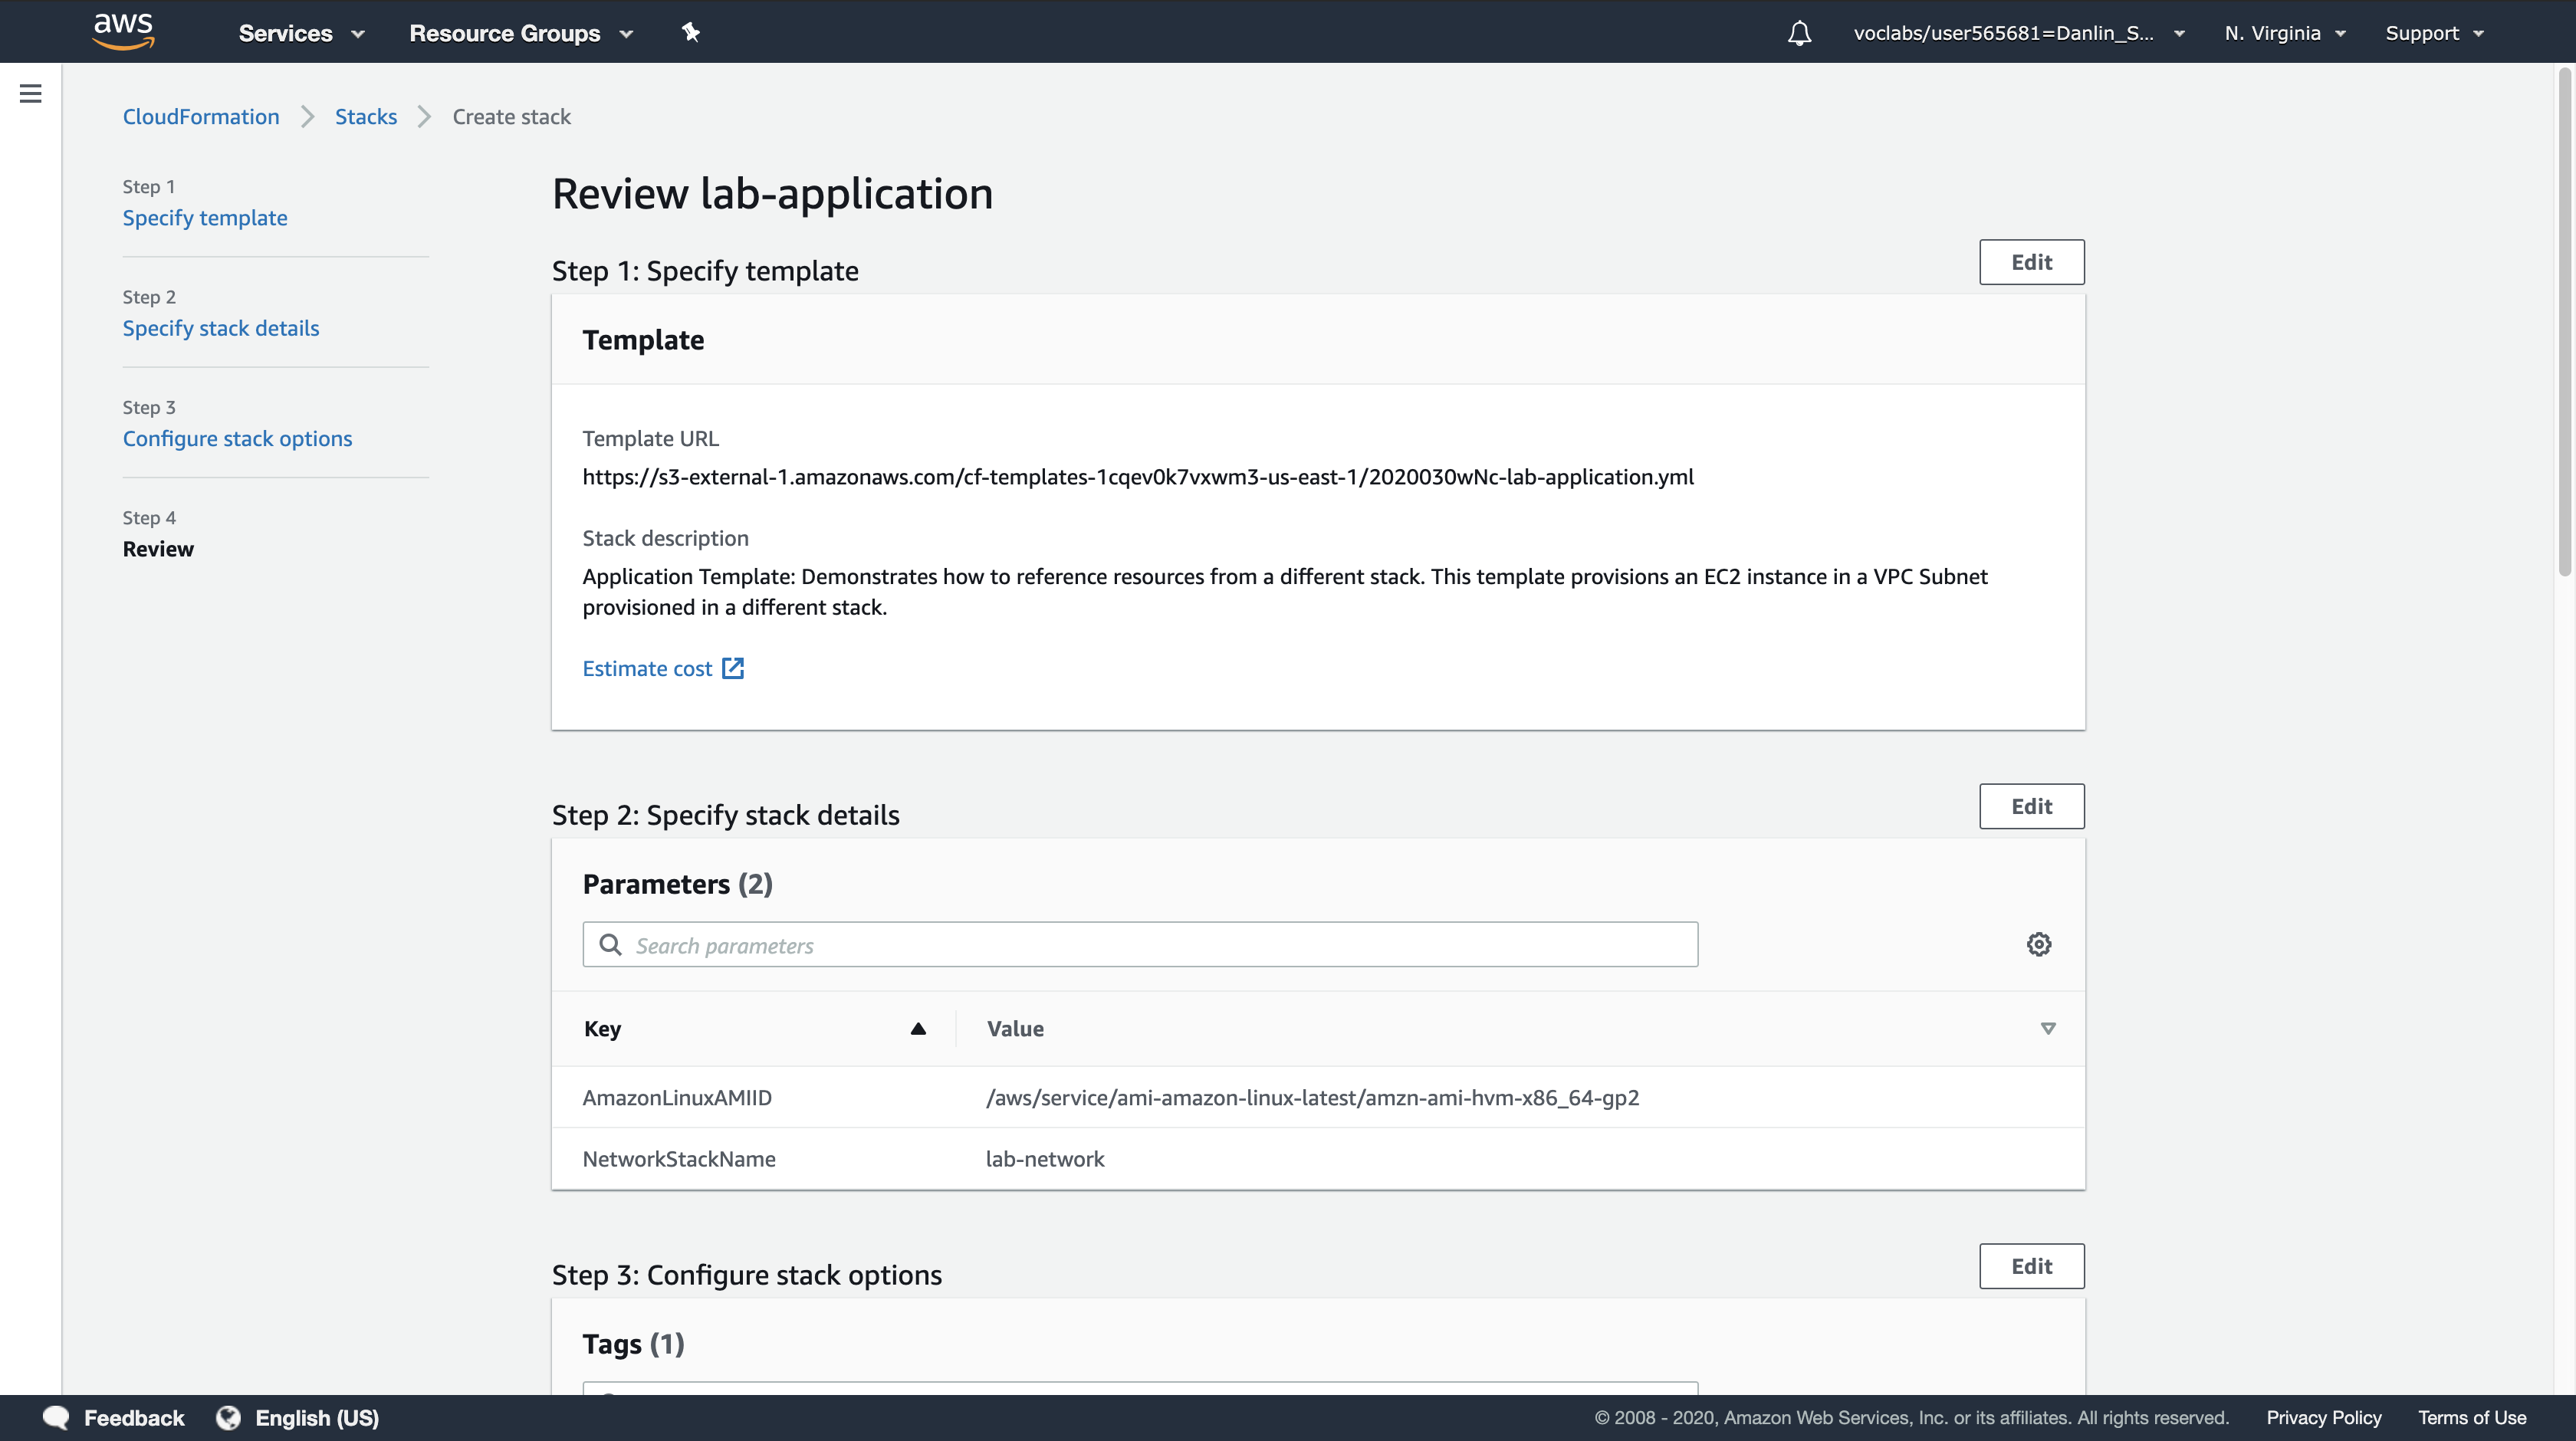 aws Services Resource Groups voclabs/user565681=Danlin_S... N. Virginia Support
CloudFormation Stacks Create stack
Step 1
Specify template
Step 2
Specify stack details
Step 3
Configure stack options
Step 4
Review
Review lab-application
Step 1: Specify template
Edit
Template
Template URL
https://s3-external-1.amazonaws.com/cf-templates-1cqev0k7vxwm3-us-east-1/2020030wNc-lab-application.yml
Stack description
Application Template: Demonstrates how to reference resources from a different stack. This template provisions an EC2 instance in a VPC Subnet
provisioned in a different stack.
Estimate cost
Step 2: Specify stack details
Edit
Parameters (2)
Search parameters
Key Value
AmazonLinuxAMIID /aws/service/ami-amazon-linux-latest/amzn-ami-hvm-x86_64-gp2
NetworkStackName lab-network
Step 3: Configure stack options
Edit
Tags (1)
Feedback English (US) © 2008 - 2020, Amazon Web Services, Inc. or its affiliates. All rights reserved. Privacy Policy Terms of Use